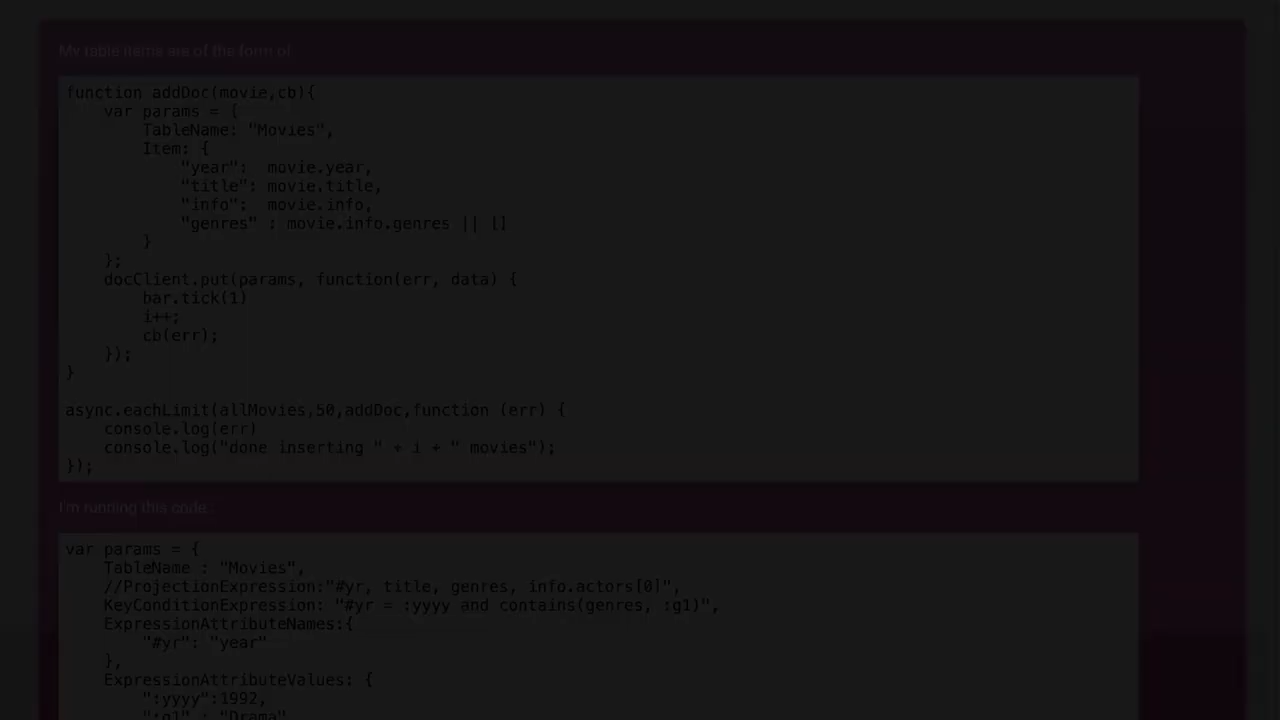 My table items are of the form of
function addDoc(movie,cb){
    var params = {
        TableName: "Movies",
        Item: {
            "year":  movie.year,
            "title": movie.title,
            "info":  movie.info,
            "genres" : movie.info.genres || []
        }
    };
    docClient.put(params, function(err, data) {
        bar.tick(1)
        i++;
        cb(err);
    });
}

async.eachLimit(allMovies,50,addDoc,function (err) {
    console.log(err)
    console.log("done inserting " + i + " movies");
});
I'm running this code:
var params = {
    TableName : "Movies",
    //ProjectionExpression:"#yr, title, genres, info.actors[0]",
    KeyConditionExpression: "#yr = :yyyy and contains(genres, :g1)",
    ExpressionAttributeNames:{
        "#yr": "year"
    },
    ExpressionAttributeValues: {
        ":yyyy":1992,
        ":g1" : "Drama"